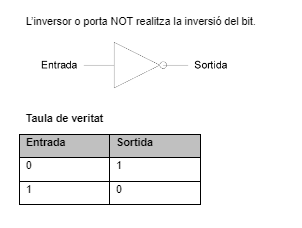 L'inversor o porta NOT realitza la inversió del bit.
Entrada Sortida
Taula de veritat
Entrada Sortida
0 1
1 0